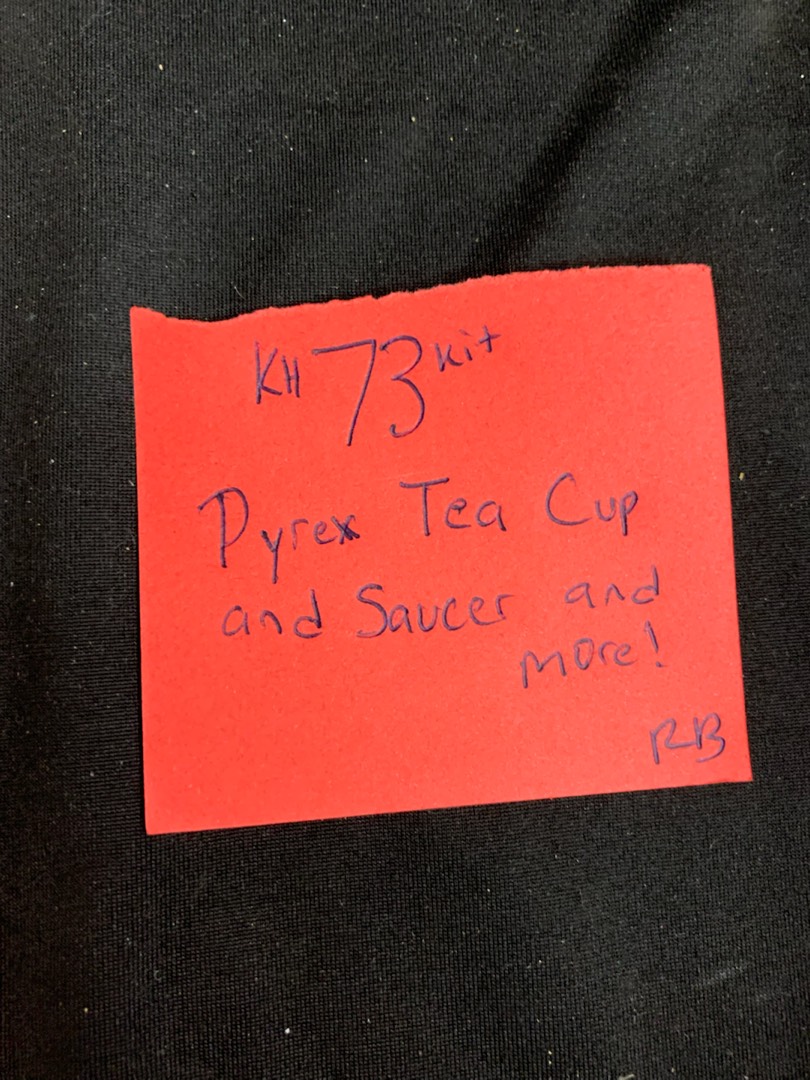 KH 73 Kit
Pyrex Tea Cup
and Saucer and
more!
RB